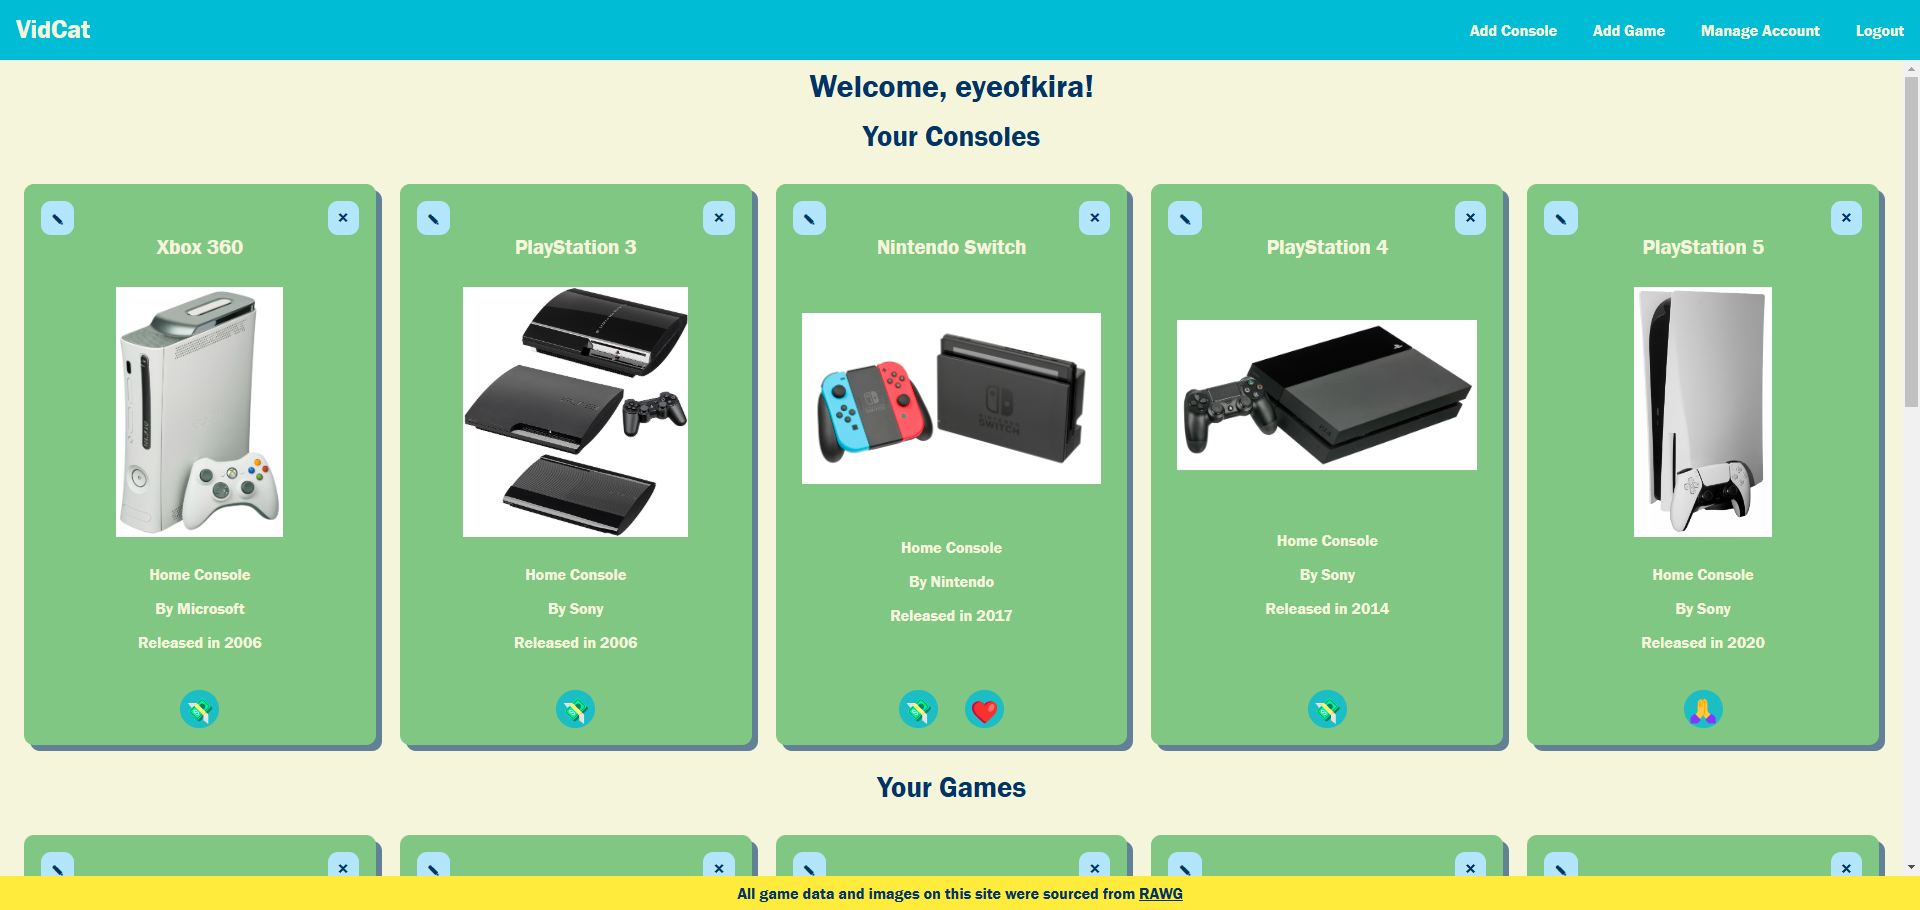 VidCat
Add Console
Add Game
Manage Account
Logout
Welcome, eyeofkira!
Your Consoles
Xbox 360
PlayStation 3
Nintendo Switch
PlayStation 4
PlayStation 5
SWITCH
Home Console
By Microsoft
Released in 2006
Home Console
By Sony
Released in 2006
Home Console
By Nintendo
Released in 2017
Home Console
By Sony
Released in 2014
Home Console
By Sony
Released in 2020
Your Games
All game data and images on this site were sourced from RAWG